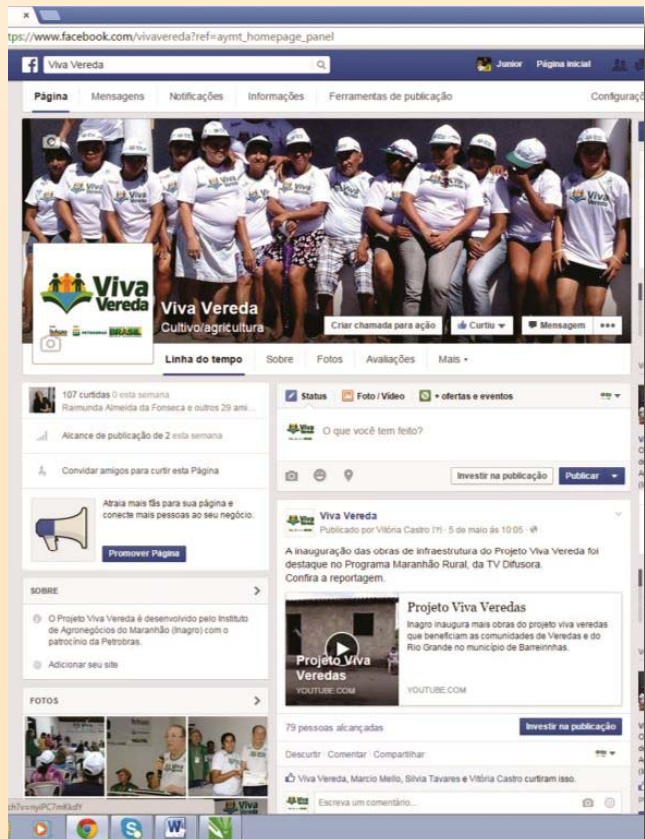 tps://www.facebook.com/vivavereda?ref=aymt_homepage_panel
Viva Vereda
Junior Página inicial
Página Mensagens Notificações Informações Ferramentas de publicação Configuraçõ
Viva
Vereda
PETROBRAS BRASIL
Viva Vereda
Cultivo/agricultura
Criar chamada para ação Curtiu Mensagem
Linha do tempo Sobre Fotos Avaliações Mais
107 curtidas 0 esta semana
Raimunda Almeida da Fonseca e outros 29 ami...
Alcance de publicação de 2 esta semana
Convidar amigos para curtir esta Página
Atraia mais fãs para sua página e
conecte mais pessoas ao seu negócio.
Promover Página
SOBRE
O Projeto Viva Vereda é desenvolvido pelo Instituto
de Agronegócios do Maranhão (Inagro) com o
patrocínio da Petrobras.
Adicionar seu site
FOTOS
Status Foto / Vídeo + ofertas e eventos
O que você tem feito?
Investir na publicação Publicar
Viva Vereda
Publicado por Vitória Castro [?] · 5 de maio às 10:05 ·
A inauguração das obras de infraestrutura do Projeto Viva Vereda foi
destaque no Programa Maranhão Rural, da TV Difusora.
Confira a reportagem.
Projeto Viva
Veredas
YOUTUBE.COM
Projeto Viva Veredas
Inagro inaugura mais obras do projeto viva veredas
que beneficiam as comunidades de Veredas e do
Rio Grande no município de Barreirinhas.
YOUTUBE.COM
79 pessoas alcançadas Investir na publicação
Descurtir · Comentar · Compartilhar
Viva Vereda, Marcio Mello, Silvia Tavares e Vitória Castro curtiram isso.
Escreva um comentário...
ch?v=nyiPC7mKkdY